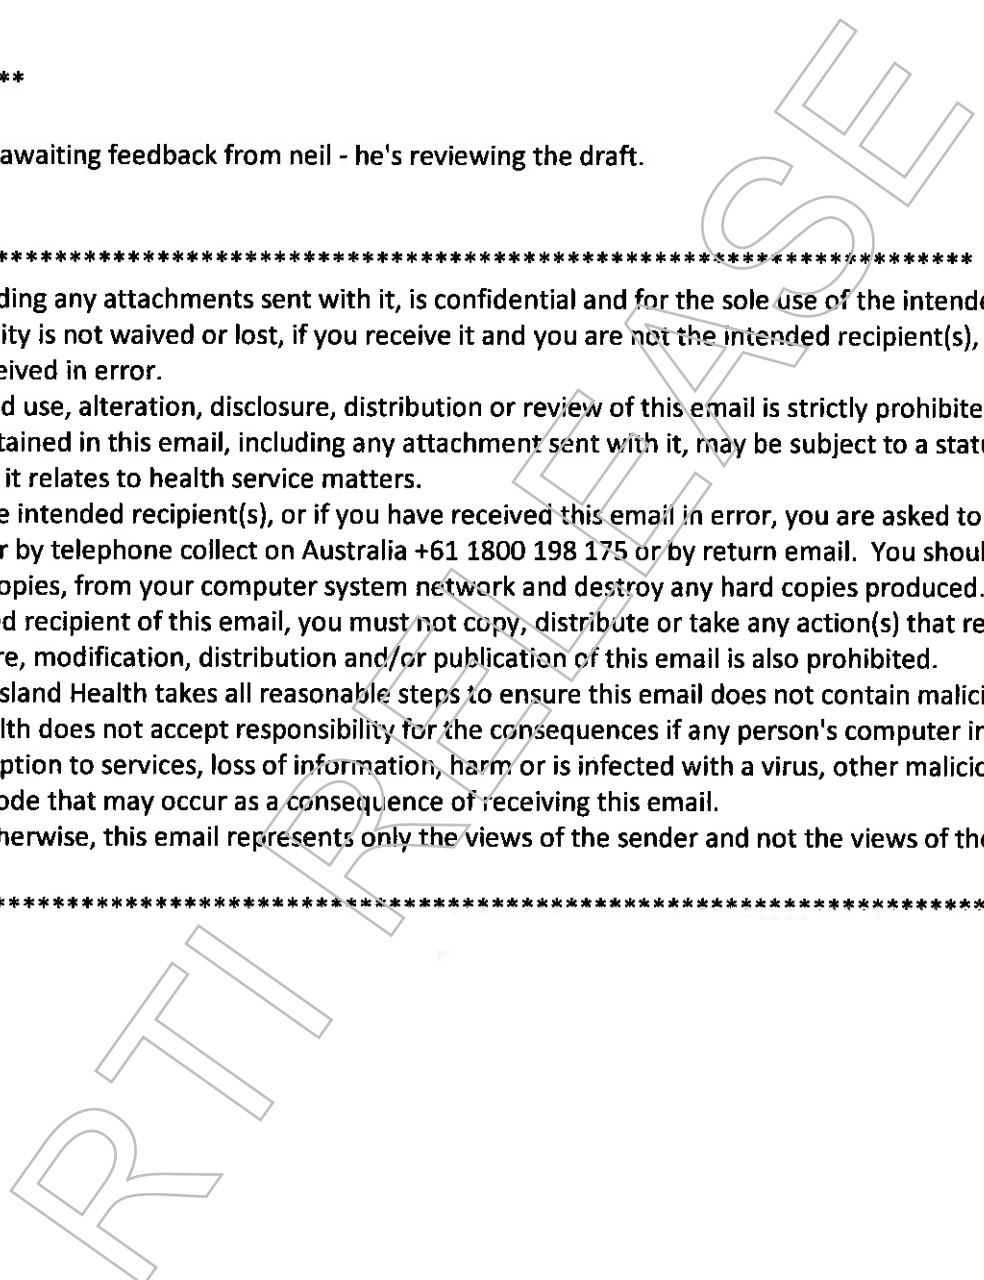 **
awaiting feedback from neil - he's reviewing the draft.
*******************************************************************
ding any attachments sent with it, is confidential and for the sole use of the intende
ity is not waived or lost, if you receive it and you are not the intended recipient(s),
eived in error.
d use, alteration, disclosure, distribution or review of this email is strictly prohibite
tained in this email, including any attachment sent with it, may be subject to a statu
it relates to health service matters.
e intended recipient(s), or if you have received this email in error, you are asked to
r by telephone collect on Australia +61 1800 198 175 or by return email. You shoul
opies, from your computer system network and destroy any hard copies produced.
d recipient of this email, you must not copy, distribute or take any action(s) that re
re, modification, distribution and/or publication of this email is also prohibited.
sland Health takes all reasonable steps to ensure this email does not contain malici
lth does not accept responsibility for the consequences if any person's computer in
ption to services, loss of information, harm or is infected with a virus, other malicio
ode that may occur as a consequence of receiving this email.
herwise, this email represents only the views of the sender and not the views of the
********************************************************************
RTI RELEASE